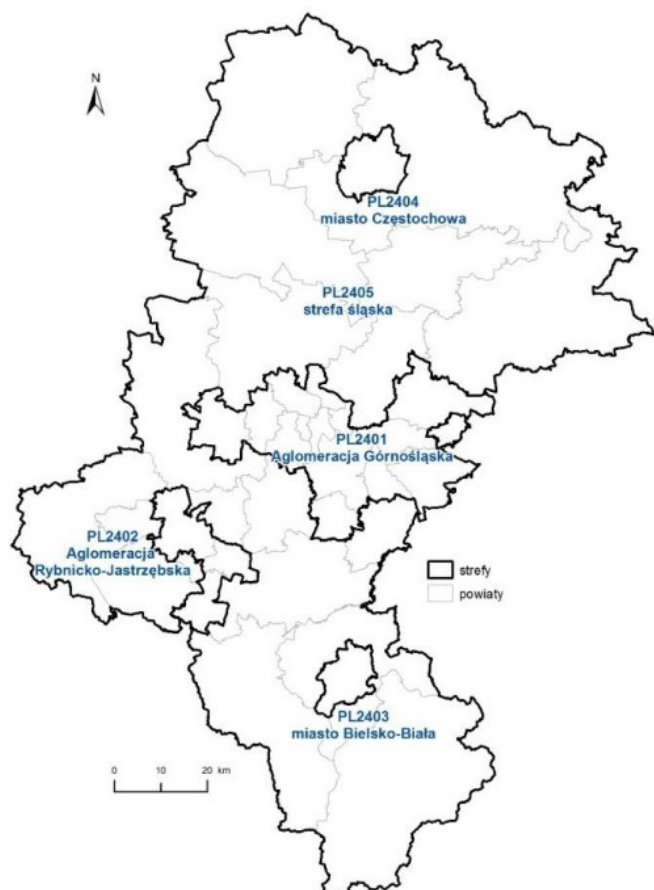 N
PL2404
miasto Częstochowa
PL2405
strefa śląska
PL2401
Aglomeracja Górnośląska
PL2402
Aglomeracja
Rybnicko-Jastrzębska
strefy
powiaty
PL2403
miasto Bielsko-Biała
0 10 20 km